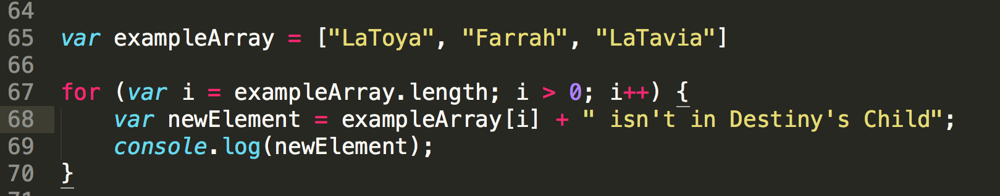 64
65 var exampleArray = ["LaToya", "Farrah", "LaTavia"]
66
67 for (var i = exampleArray.length; i > 0; i++) {
68 var newElement = exampleArray[i] + " isn't in Destiny's Child";
69 console.log(newElement);
70 }
71